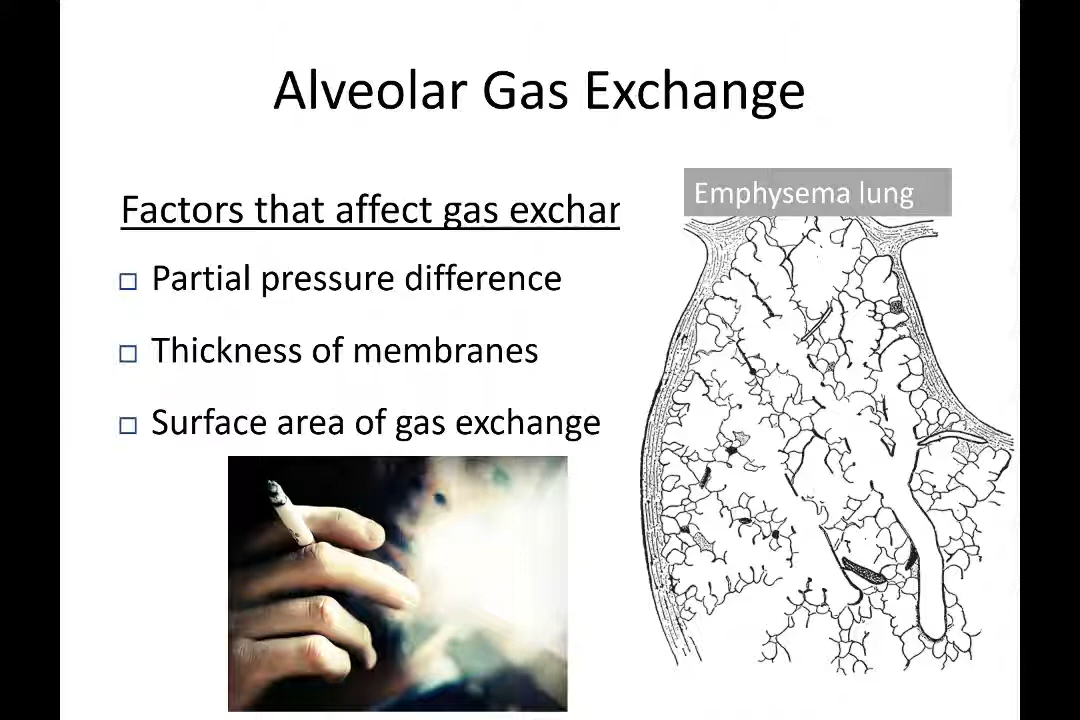 Alveolar Gas Exchange
Factors that affect gas exchar
Emphysema lung
Partial pressure difference
Thickness of membranes
Surface area of gas exchange